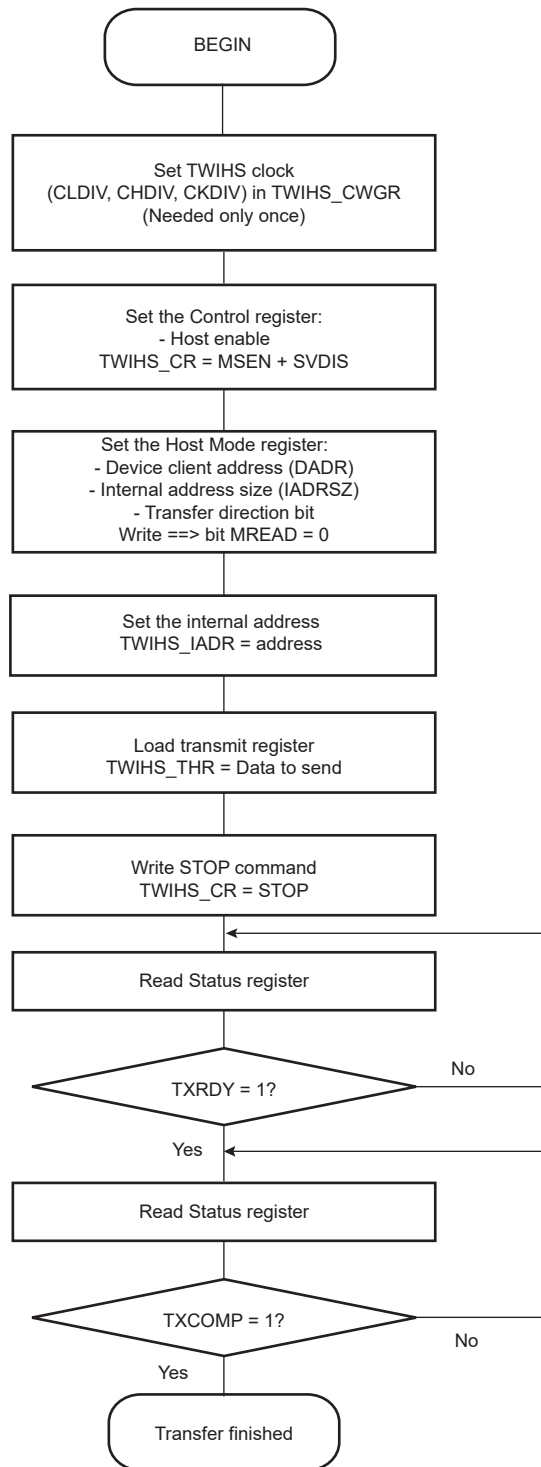 BEGIN
Set TWIHS clock
(CLDIV, CHDIV, CKDIV) in TWIHS_CWGR
(Needed only once)
Set the Control register:
- Host enable
TWIHS_CR = MSEN + SVDIS
Set the Host Mode register:
- Device client address (DADR)
- Internal address size (IADRSZ)
- Transfer direction bit
Write ==> bit MREAD = 0
Set the internal address
TWIHS_IADR = address
Load transmit register
TWIHS_THR = Data to send
Write STOP command
TWIHS_CR = STOP
Read Status register
No
TXRDY = 1?
Yes
Read Status register
TXCOMP = 1?
No
Yes
Transfer finished